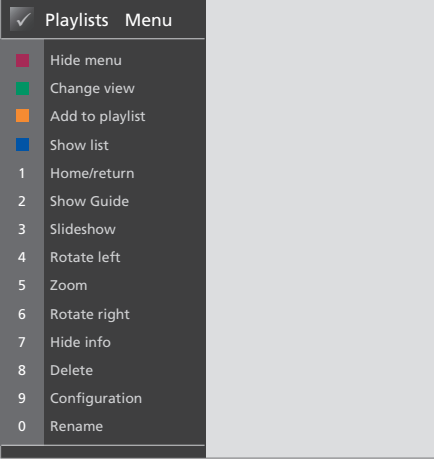 Playlists Menu
Hide menu
Change view
Add to playlist
Show list
1 Home/return
2 Show Guide
3 Slideshow
4 Rotate left
5 Zoom
6 Rotate right
7 Hide info
8 Delete
9 Configuration
0 Rename